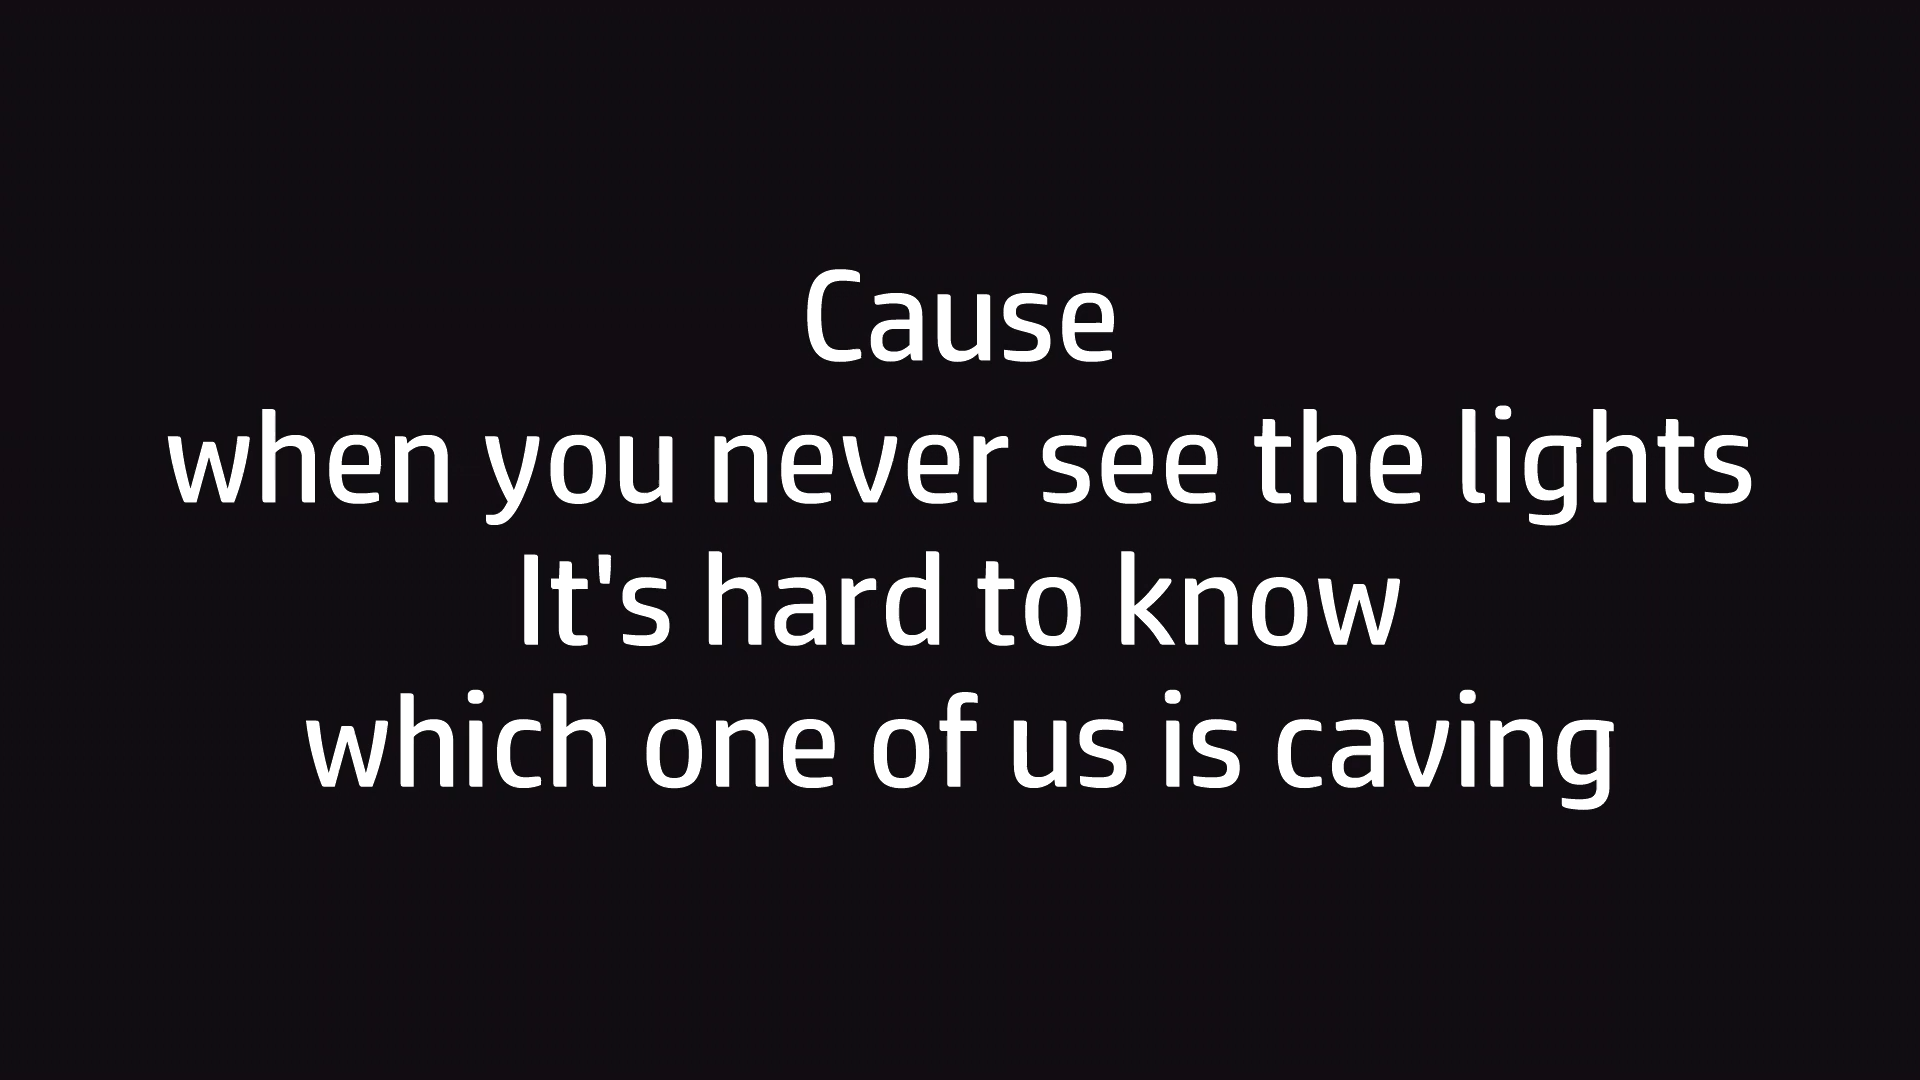 Cause
when you never see the lights
It's hard to know
which one of us is caving